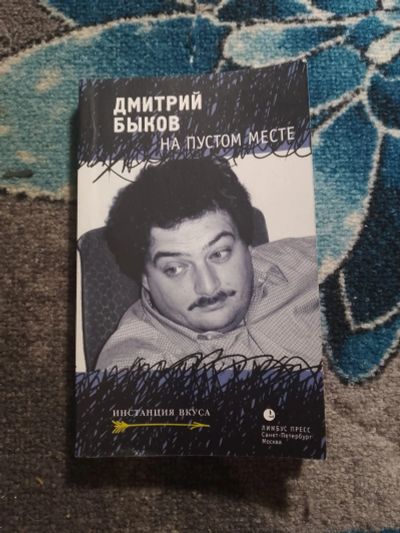 ДМИТРИЙ
БЫКОВ
НА ПУСТОМ МЕСТЕ
ИНСТАНЦИЯ ВКУСА
ЛИМБУС ПРЕСС
Санкт-Петербург
Москва